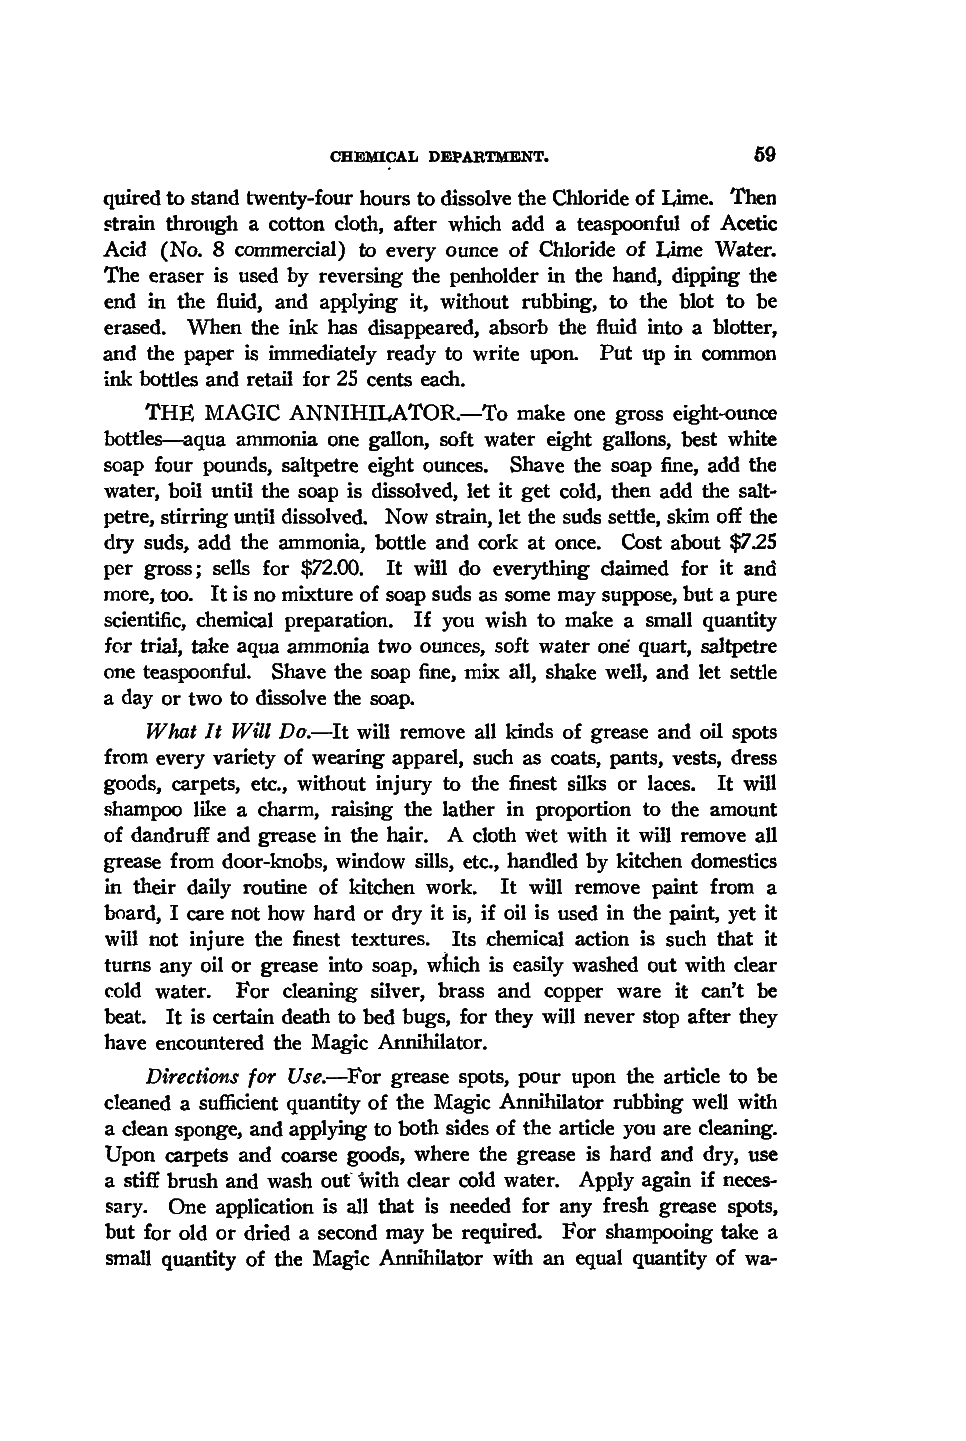 CHEMICAL DEPARTMENT. 59
quired to stand twenty-four hours to dissolve the Chloride of Lime. Then
strain through a cotton cloth, after which add a teaspoonful of Acetic
Acid (No. 8 commercial) to every ounce of Chloride of Lime Water.
The eraser is used by reversing the penholder in the hand, dipping the
end in the fluid, and applying it, without rubbing, to the blot to be
erased. When the ink has disappeared, absorb the fluid into a blotter,
and the paper is immediately ready to write upon. Put up in common
ink bottles and retail for 25 cents each.
THE MAGIC ANNIHILATOR.—To make one gross eight-ounce
bottles—aqua ammonia one gallon, soft water eight gallons, best white
soap four pounds, saltpetre eight ounces. Shave the soap fine, add the
water, boil until the soap is dissolved, let it get cold, then add the salt-
petre, stirring until dissolved. Now strain, let the suds settle, skim off the
dry suds, add the ammonia, bottle and cork at once. Cost about $7.25
per gross; sells for $72.00. It will do everything claimed for it and
more, too. It is no mixture of soap suds as some may suppose, but a pure
scientific, chemical preparation. If you wish to make a small quantity
for trial, take aqua ammonia two ounces, soft water one quart, saltpetre
one teaspoonful. Shave the soap fine, mix all, shake well, and let settle
a day or two to dissolve the soap.
What It Will Do.—It will remove all kinds of grease and oil spots
from every variety of wearing apparel, such as coats, pants, vests, dress
goods, carpets, etc., without injury to the finest silks or laces. It will
shampoo like a charm, raising the lather in proportion to the amount
of dandruff and grease in the hair. A cloth wet with it will remove all
grease from door-knobs, window sills, etc., handled by kitchen domestics
in their daily routine of kitchen work. It will remove paint from a
board, I care not how hard or dry it is, if oil is used in the paint, yet it
will not injure the finest textures. Its chemical action is such that it
turns any oil or grease into soap, which is easily washed out with clear
cold water. For cleaning silver, brass and copper ware it can't be
beat. It is certain death to bed bugs, for they will never stop after they
have encountered the Magic Annihilator.
Directions for Use.—For grease spots, pour upon the article to be
cleaned a sufficient quantity of the Magic Annihilator rubbing well with
a clean sponge, and applying to both sides of the article you are cleaning.
Upon carpets and coarse goods, where the grease is hard and dry, use
a stiff brush and wash out with clear cold water. Apply again if neces-
sary. One application is all that is needed for any fresh grease spots,
but for old or dried a second may be required. For shampooing take a
small quantity of the Magic Annihilator with an equal quantity of wa-